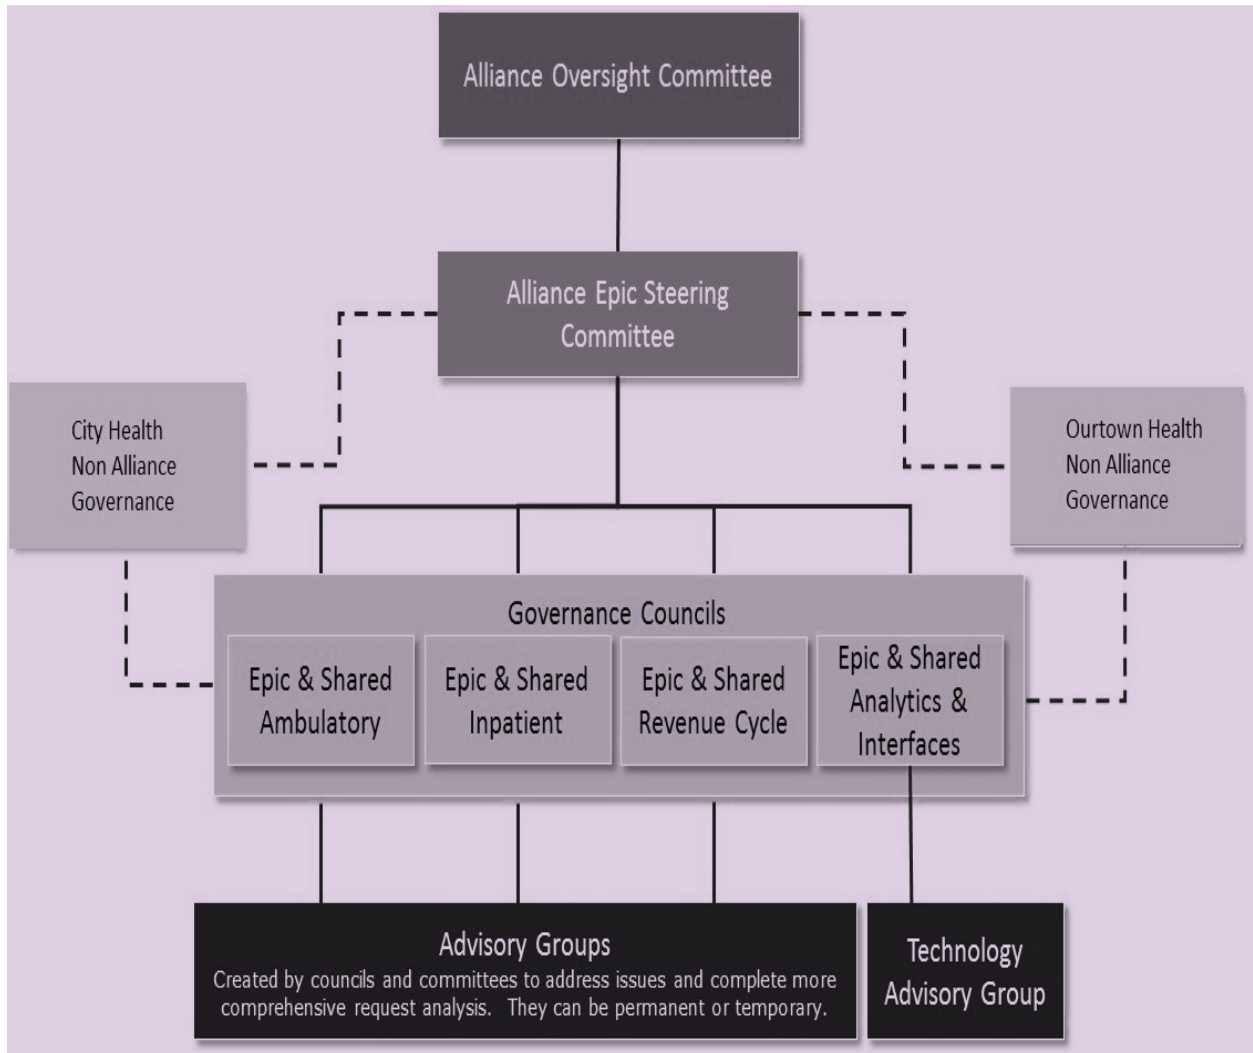 Alliance Oversight Committee
Alliance Epic Steering
Committee
City Health
Non Alliance
Governance
Ourtown Health
Non Alliance
Governance
Governance Councils
Epic & Shared
Ambulatory
Epic & Shared
Inpatient
Epic & Shared
Revenue Cycle
Epic & Shared
Analytics &
Interfaces
Advisory Groups
Created by councils and committees to address issues and complete more
comprehensive request analysis. They can be permanent or temporary.
Technology
Advisory Group